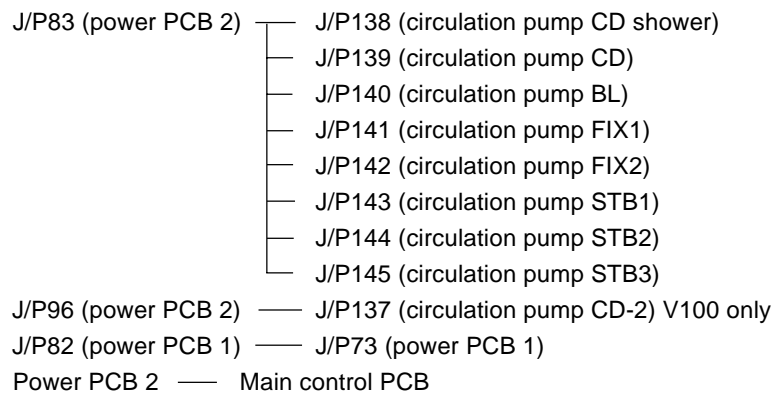 J/P83 (power PCB 2) J/P138 (circulation pump CD shower)
J/P139 (circulation pump CD)
J/P140 (circulation pump BL)
J/P141 (circulation pump FIX1)
J/P142 (circulation pump FIX2)
J/P143 (circulation pump STB1)
J/P144 (circulation pump STB2)
J/P145 (circulation pump STB3)
J/P96 (power PCB 2) J/P137 (circulation pump CD-2) V100 only
J/P82 (power PCB 1) J/P73 (power PCB 1)
Power PCB 2 Main control PCB